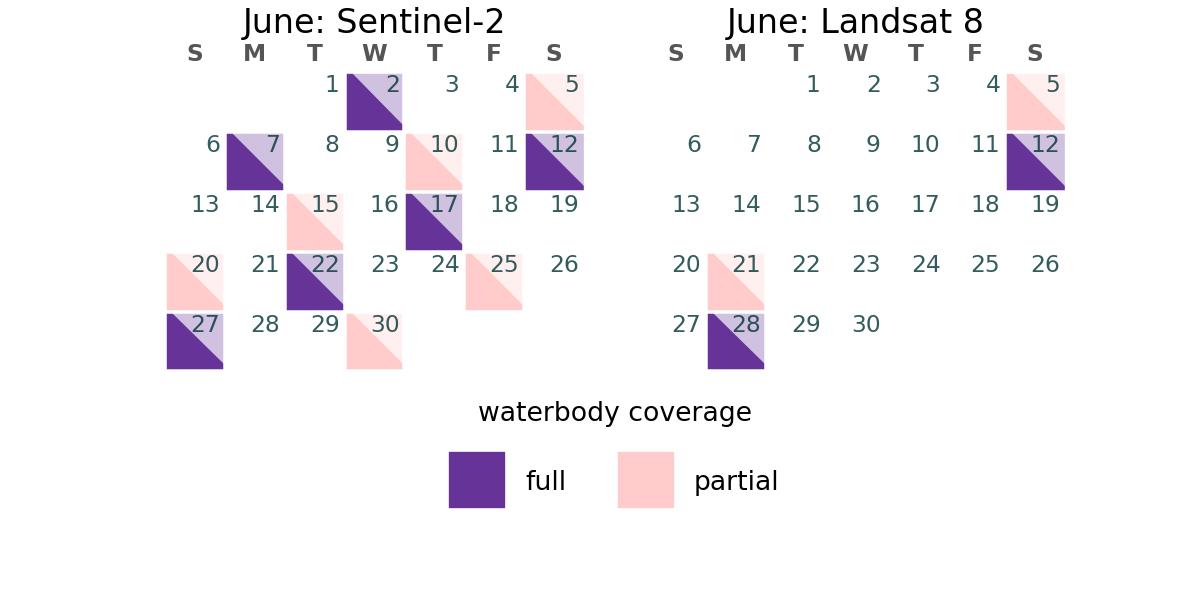 June: Sentinel-2
S M T W T F S
1 2 3 4 5
6 7 8 9 10 11 12
13 14 15 16 17 18 19
20 21 22 23 24 25 26
27 28 29 30
June: Landsat 8
S M T W T F S
1 2 3 4 5
6 7 8 9 10 11 12
13 14 15 16 17 18 19
20 21 22 23 24 25 26
27 28 29 30
waterbody coverage
full
partial